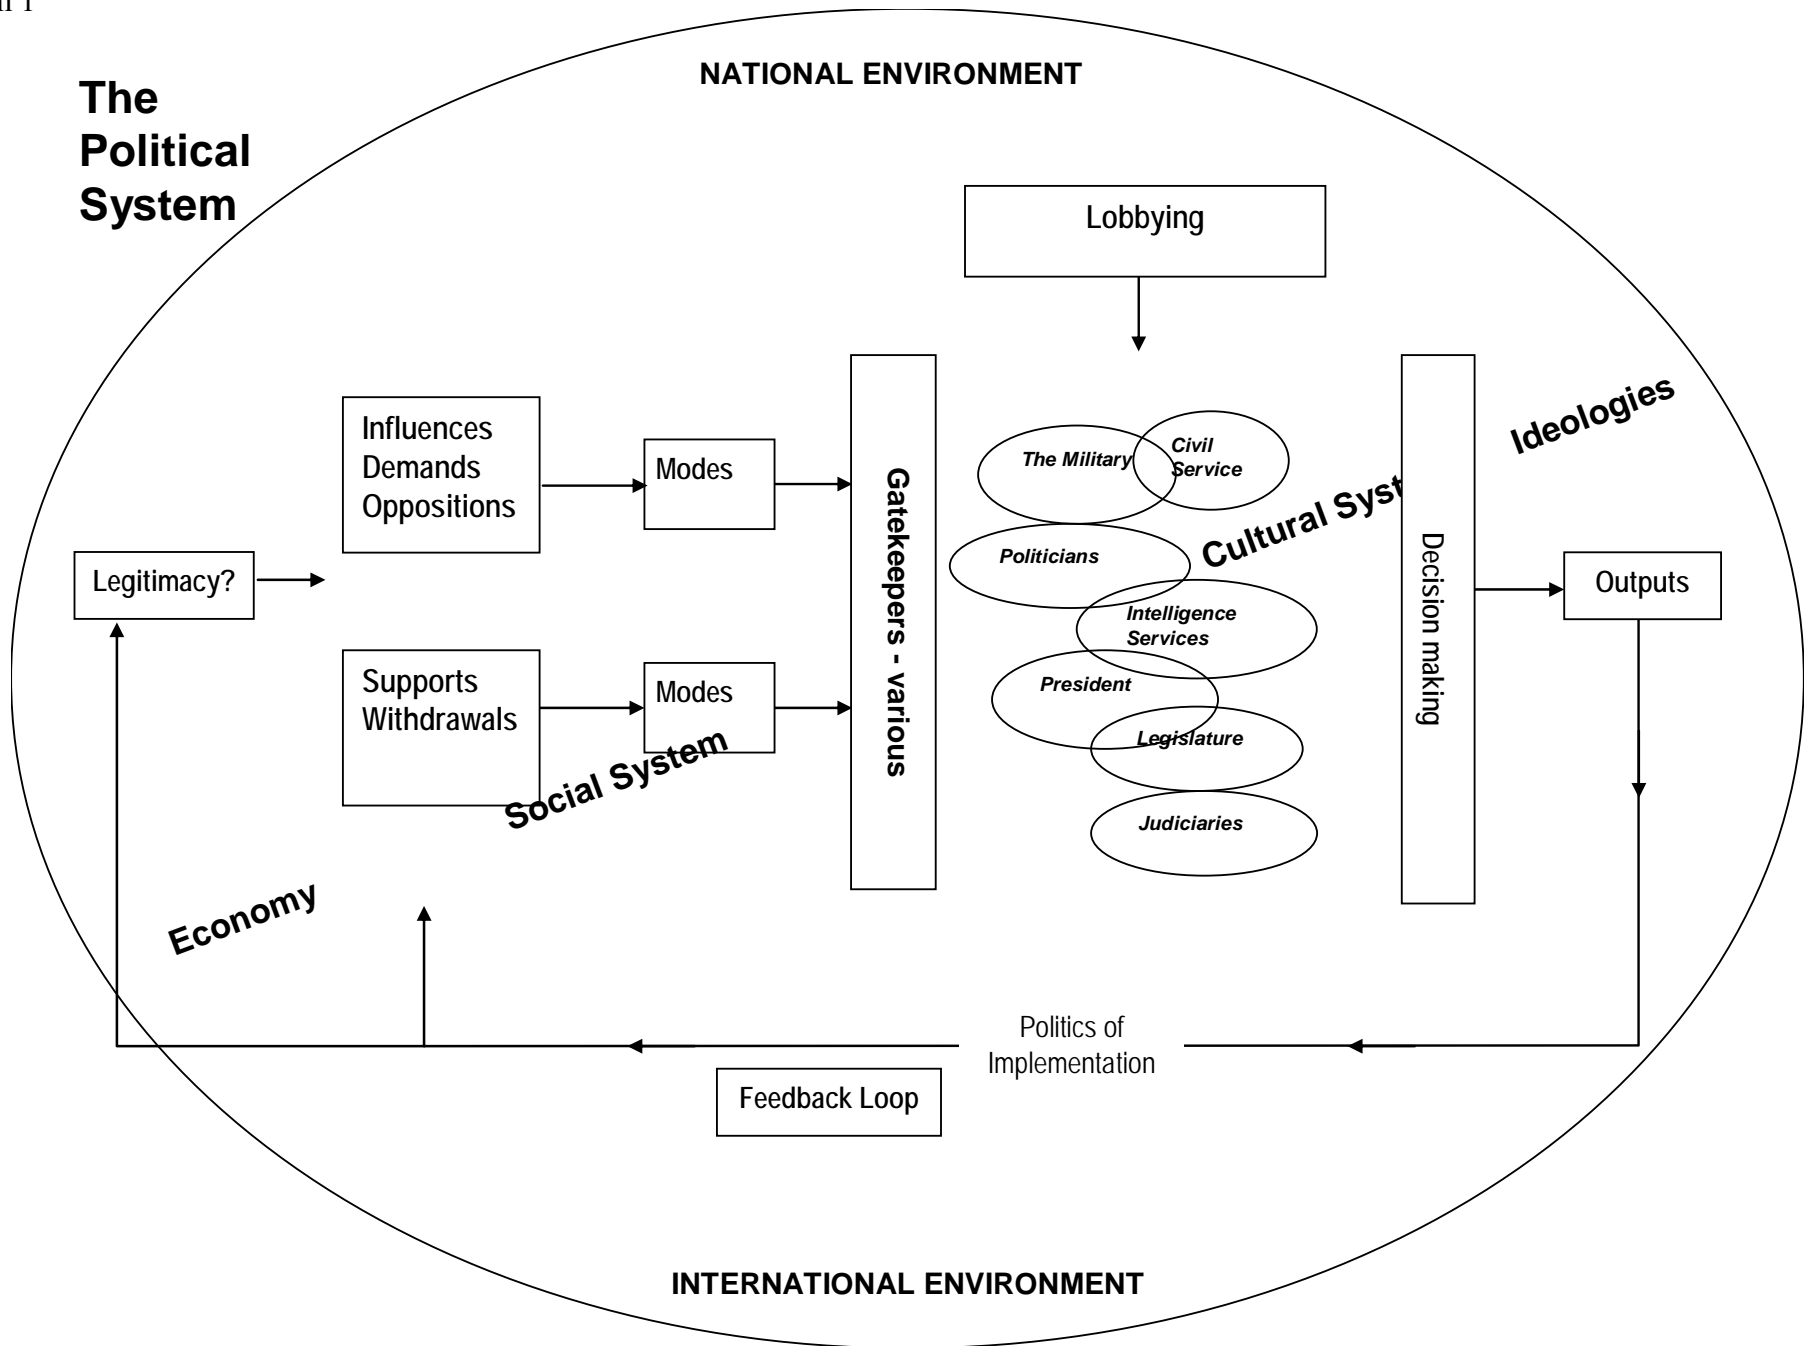 The
Political
System
NATIONAL ENVIRONMENT
Lobbying
Influences
Demands
Oppositions
Modes
Legitimacy?
Supports
Withdrawals
Modes
Social System
Economy
Gatekeepers - various
The Military
Civil
Service
Politicians
Cultural Syst
Intelligence
Services
President
Legislature
Judiciaries
Decision making
Ideologies
Outputs
Politics of
Implementation
Feedback Loop
INTERNATIONAL ENVIRONMENT